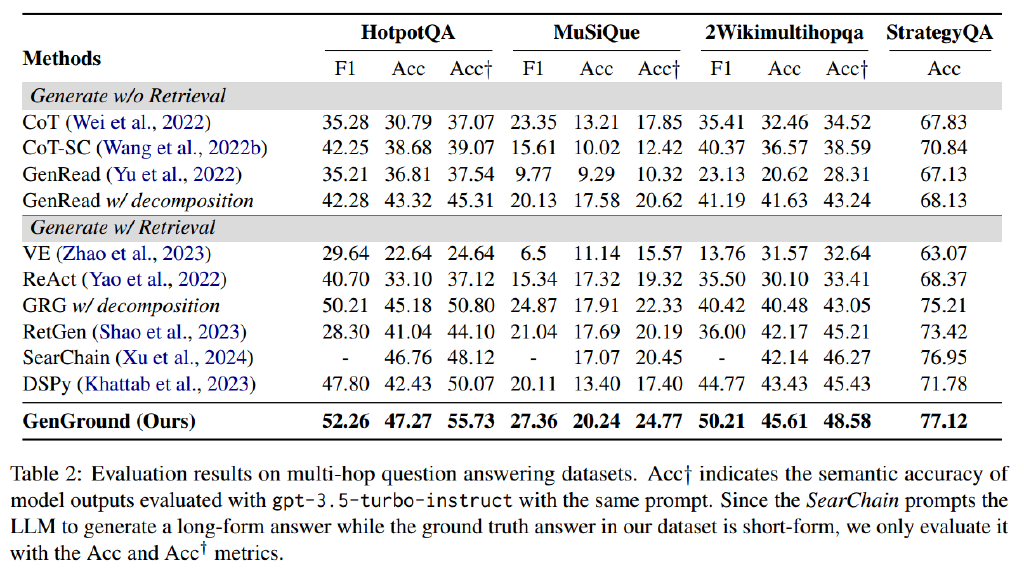 Methods HotpotQA MuSiQue 2Wikimultihopqa StrategyQA
F1 Acc Acc† F1 Acc Acc† F1 Acc Acc† Acc
Generate w/o Retrieval
CoT (Wei et al., 2022) 35.28 30.79 37.07 23.35 13.21 17.85 35.41 32.46 34.52 67.83
CoT-SC (Wang et al., 2022b) 42.25 38.68 39.07 15.61 10.02 12.42 40.37 36.57 38.59 70.84
GenRead (Yu et al., 2022) 35.21 36.81 37.54 9.77 9.29 10.32 23.13 20.62 28.31 67.13
GenRead w/ decomposition 42.28 43.32 45.31 20.13 17.58 20.62 41.19 41.63 43.24 68.13
Generate w/ Retrieval
VE (Zhao et al., 2023) 29.64 22.64 24.64 6.5 11.14 15.57 13.76 31.57 32.64 63.07
ReAct (Yao et al., 2022) 40.70 33.10 37.12 15.34 17.32 19.32 35.50 30.10 33.41 68.37
GRG w/ decomposition 50.21 45.18 50.80 24.87 17.91 22.33 40.42 40.48 43.05 75.21
RetGen (Shao et al., 2023) 28.30 41.04 44.10 21.04 17.69 20.19 36.00 42.17 45.21 73.42
SearChain (Xu et al., 2024) - 46.76 48.12 - 17.07 20.45 - 42.14 46.27 76.95
DSPy (Khattab et al., 2023) 47.80 42.43 50.07 20.11 13.40 17.40 44.77 43.43 45.43 71.78
GenGround (Ours) 52.26 47.27 55.73 27.36 20.24 24.77 50.21 45.61 48.58 77.12
Table 2: Evaluation results on multi-hop question answering datasets. Acc† indicates the semantic accuracy of
model outputs evaluated with gpt-3.5-turbo-instruct with the same prompt. Since the SearChain prompts the
LLM to generate a long-form answer while the ground truth answer in our dataset is short-form, we only evaluate it
with the Acc and Acc† metrics.